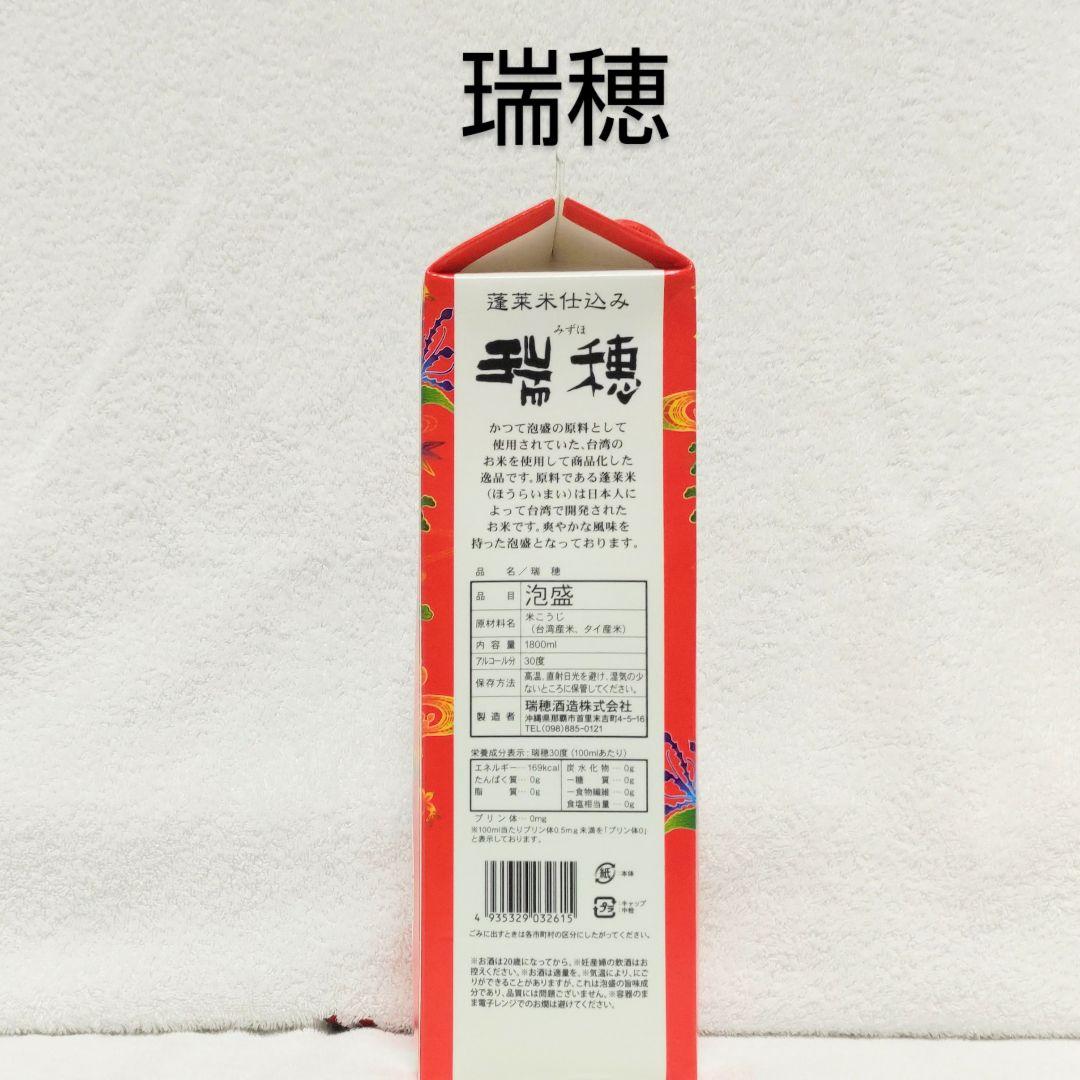 瑞穂
蓬莱米仕込み
みずほ
瑞穂
かつて泡盛の原料として
使用されていた、台湾の
お米を使用して商品化した
逸品です。原料である蓬莱米
(ほうらいまい)は日本人に
よって台湾で開発された
お米です。爽やかな風味を
持った泡盛となっております。
品 名／瑞 穂
品 目 泡盛
原材料名 米こうじ
（台湾産米、タイ産米）
内容量 1800ml
アルコール分 30度
保存方法 高温、直射日光を避け、湿気の少
ないところに保管してください。
製造者 瑞穂酒造株式会社
沖縄県那覇市首里末吉町4-5-16
TEL(098)885-0121
栄養成分表示:瑞穂30度(100mlあたり)
エネルギー…169kcal 炭水化物…0g
たんぱく質…0g ー糖 質…0g
脂 質…0g ー食物繊維…0g
食塩相当量…0g
プリン体…0mg
※100ml当たりプリン体0.5mg未満を「プリン体0」
と表示しております。
紙 :本体
プラ :キャップ
中栓
4 935329 032615
ごみに出すときは各市町村の区分にしたがってください。
※お酒は20歳になってから。※妊産婦の飲酒はお
控えください。※お酒は適量を。※気温により、にご
りができることがありますが、これは泡盛の旨味成
分であり、品質には問題ございません。※容器のま
ま電子レンジでのお燗は避けてください。